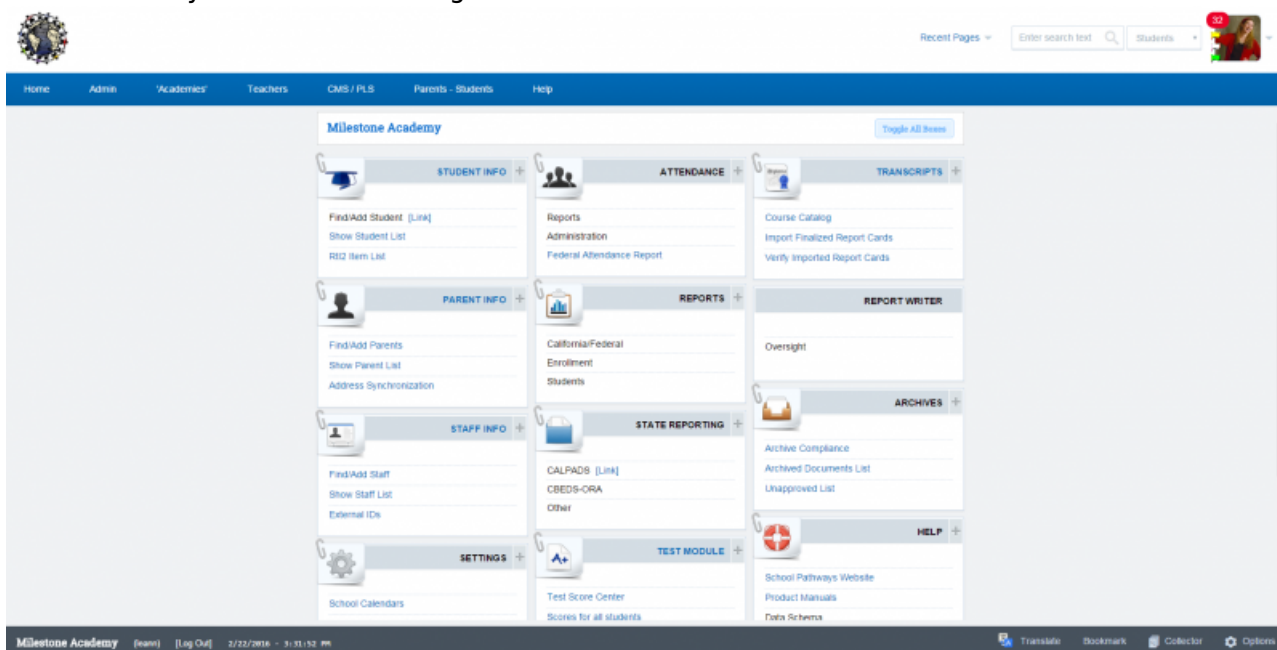 32
Recent Pages
Enter search text
Students
Home Admin 'Academies' Teachers CMS / PLS Parents - Students Help
Milestone Academy
Toggle All Boxes
STUDENT INFO
Find/Add Student [Link]
Show Student List
RtI2 Item List
PARENT INFO
Find/Add Parents
Show Parent List
Address Synchronization
STAFF INFO
Find/Add Staff
Show Staff List
External IDs
SETTINGS
School Calendars
ATTENDANCE
Reports
Administration
Federal Attendance Report
REPORTS
California/Federal
Enrollment
Students
STATE REPORTING
CALPADS [Link]
CBEDS-ORA
Other
A+
TEST MODULE
Test Score Center
Scores for all students
TRANSCRIPTS
Course Catalog
Import Finalized Report Cards
Verify Imported Report Cards
REPORT WRITER
Oversight
ARCHIVES
Archive Compliance
Archived Documents List
Unapproved List
HELP
School Pathways Website
Product Manuals
Data Schema
Milestone Academy (leann) [Log Out] 2/22/2016 - 3:31:52 PM
Translate Bookmark Collector Options